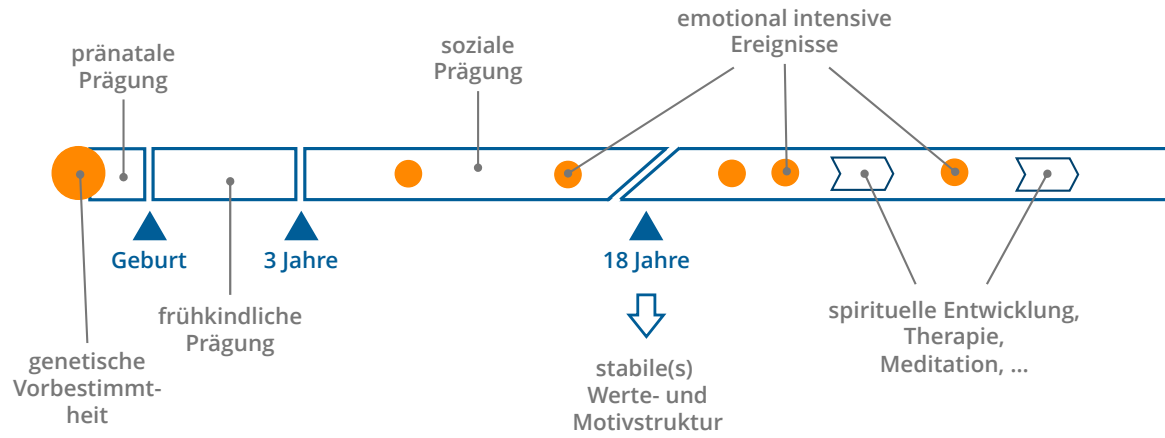 pränatale
Prägung
soziale
Prägung
emotional intensive
Ereignisse
Geburt
3 Jahre
18 Jahre
genetische
Vorbestimmt-
heit
frühkindliche
Prägung
stabile(s)
Werte- und
Motivstruktur
spirituelle Entwicklung,
Therapie,
Meditation, ...